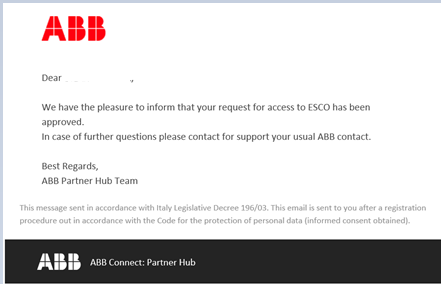 ABB
Dear ,
We have the pleasure to inform that your request for access to ESCO has been
approved.
In case of further questions please contact for support your usual ABB contact.
Best Regards,
ABB Partner Hub Team
This message sent in accordance with Italy Legislative Decree 196/03. This email is sent to you after a registration
procedure out in accordance with the Code for the protection of personal data (informed consent obtained).
ABB ABB Connect: Partner Hub